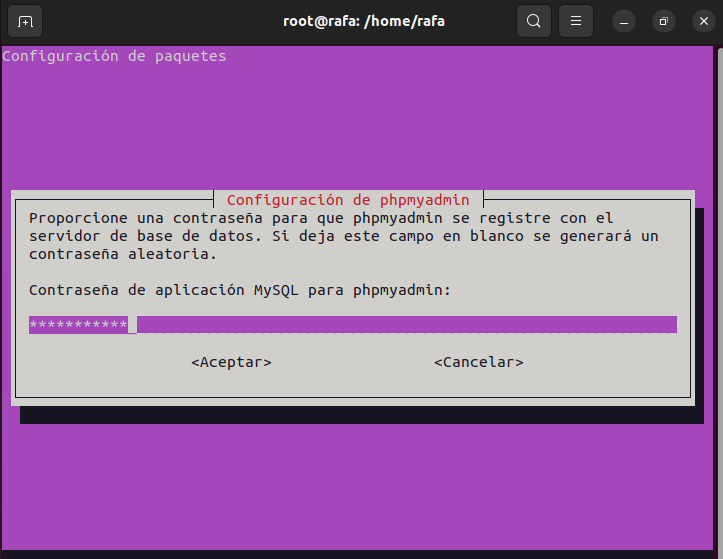 root@rafa: /home/rafa
Configuración de paquetes
Configuración de phpmyadmin
Proporcione una contraseña para que phpmyadmin se registre con el
servidor de base de datos. Si deja este campo en blanco se generará un
contraseña aleatoria.
Contraseña de aplicación MySQL para phpmyadmin:
***********_
<Aceptar> <Cancelar>